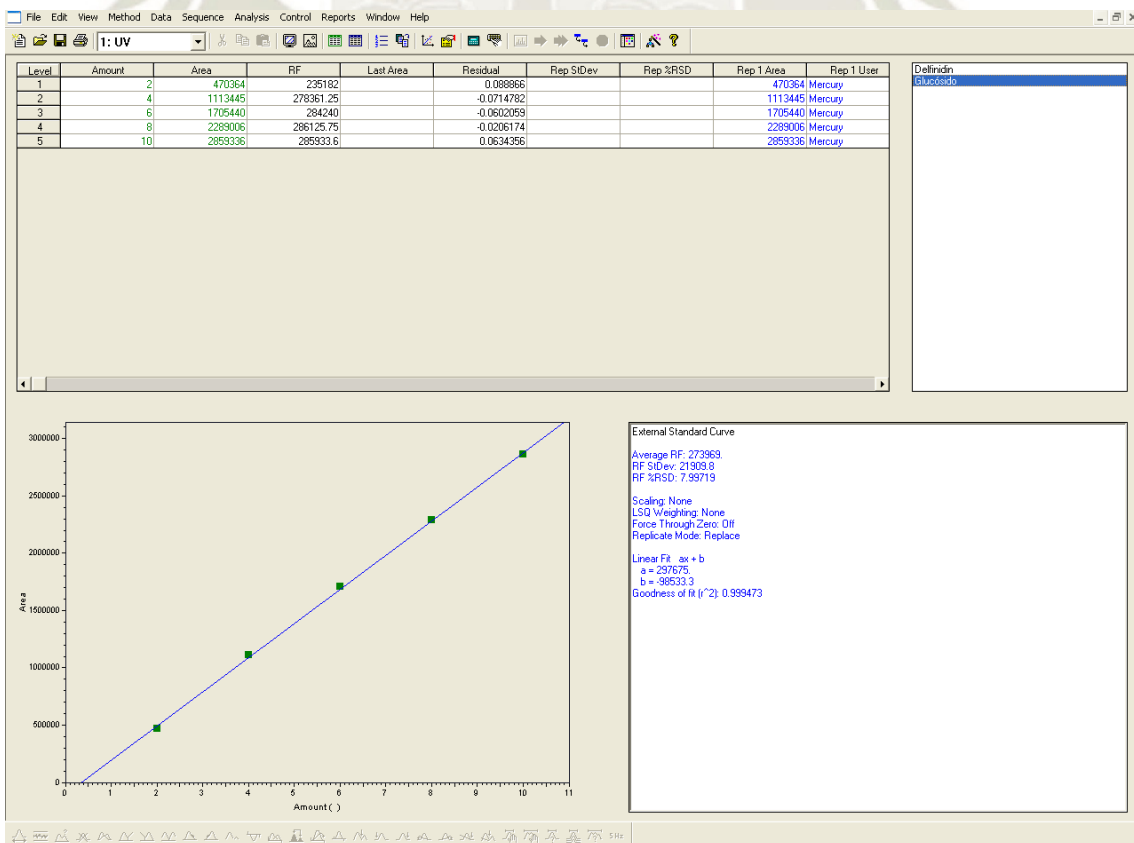 File Edit View Method Data Sequence Analysis Control Reports Window Help
1: UV
Level Amount Area RF Last Area Residual Rep StDev Rep %RSD Rep 1 Area Rep 1 User
1 2 470364 235182 0.088866 470364 Mercury
2 4 1113445 278361.25 -0.0714782 1113445 Mercury
3 6 1705440 284240 -0.0602059 1705440 Mercury
4 8 2289006 286125.75 -0.0206174 2289006 Mercury
5 10 2859336 285933.6 0.0634356 2859336 Mercury
Delfinidin
Glucósido
3000000
2500000
2000000
1500000
1000000
500000
0
Area
0 1 2 3 4 5 6 7 8 9 10 11
Amount ( )
External Standard Curve
Average RF: 273969.
RF StDev: 21909.8
RF %RSD: 7.99719
Scaling: None
LSQ Weighting: None
Force Through Zero: Off
Replicate Mode: Replace
Linear Fit ax + b
a = 297675.
b = -98533.3
Goodness of fit (r^2): 0.999473
5 Hz